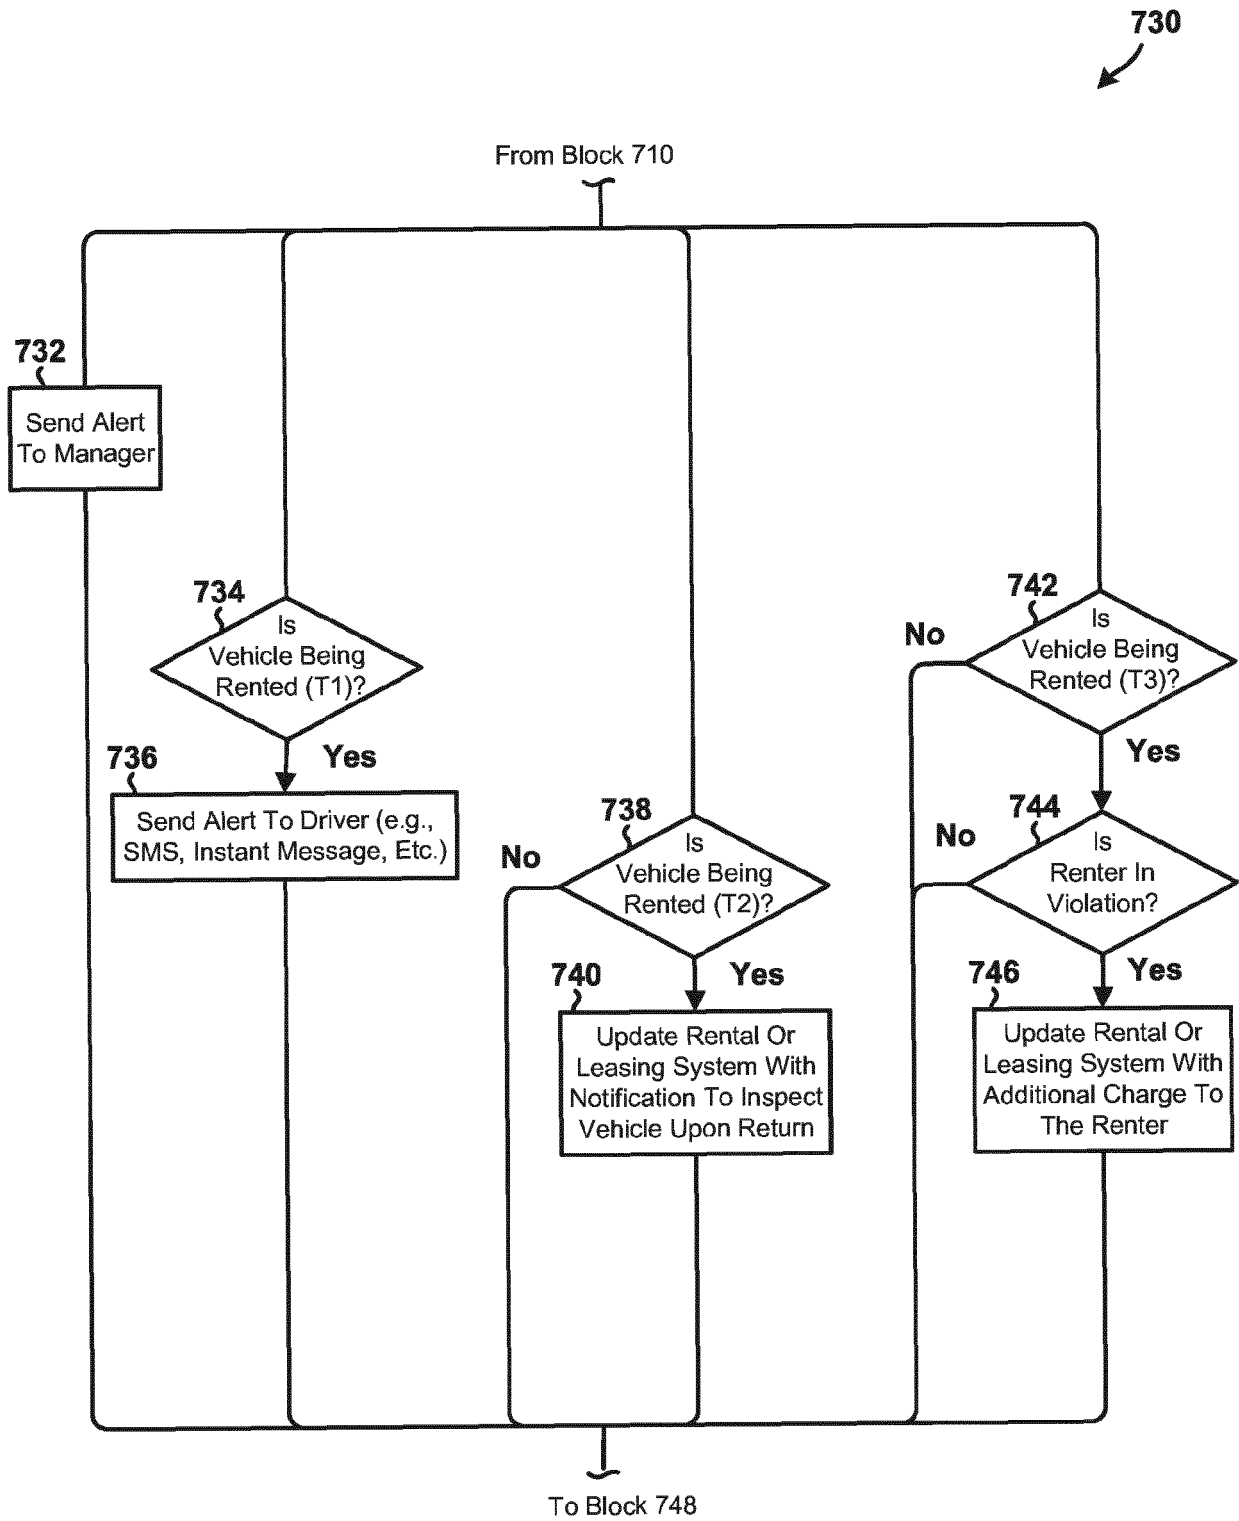 730
From Block 710
732
Send Alert
To Manager
734
Is
Vehicle Being
Rented (T1)?
Yes
736
Send Alert To Driver (e.g.,
SMS, Instant Message, Etc.)
738
Is
Vehicle Being
Rented (T2)?
No
Yes
740
Update Rental Or
Leasing System With
Notification To Inspect
Vehicle Upon Return
742
Is
Vehicle Being
Rented (T3)?
No
Yes
744
Is
Renter In
Violation?
No
Yes
746
Update Rental Or
Leasing System With
Additional Charge To
The Renter
To Block 748